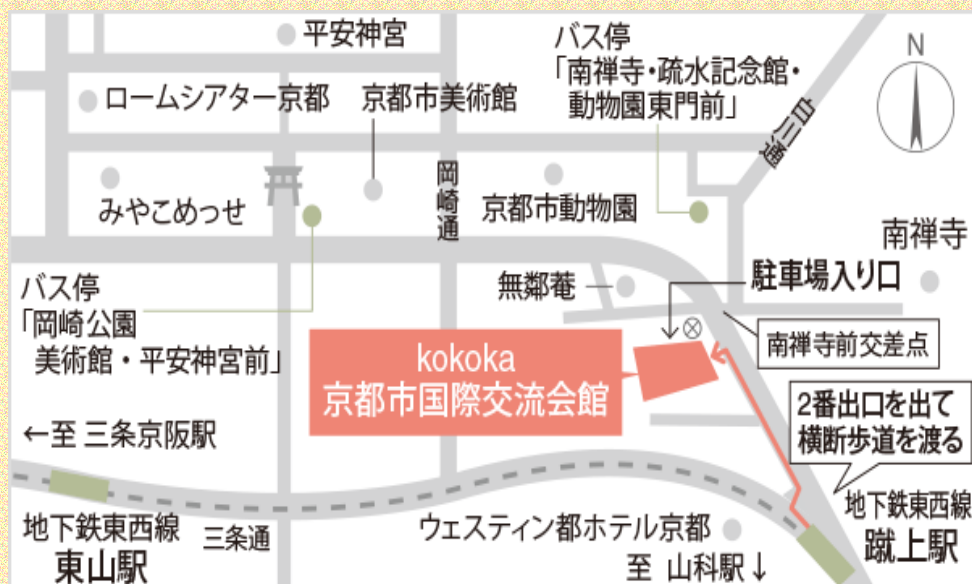 平安神宮
バス停
「南禅寺・疏水記念館・
動物園東門前」
N
ロームシアター京都
京都市美術館
白川通
みやこめっせ
岡崎通
京都市動物園
南禅寺
バス停
「岡崎公園
美術館・平安神宮前」
無鄰菴
駐車場入り口
南禅寺前交差点
kokoka
京都市国際交流会館
2番出口を出て
横断歩道を渡る
←至 三条京阪駅
地下鉄東西線
東山駅
三条通
ウェスティン都ホテル京都
至 山科駅↓
地下鉄東西線
蹴上駅